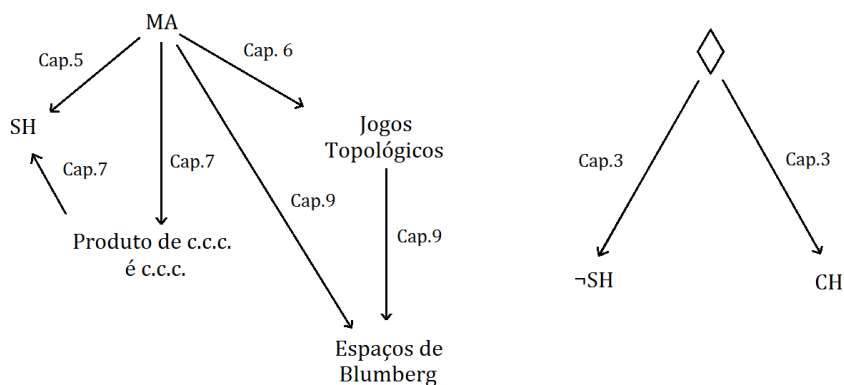 MA
Cap.5
Cap. 6
SH
Jogos
Topológicos
Cap.7
Cap.7
Cap.9
Cap.9
Produto de c.c.c.
é c.c.c.
Espaços de
Blumberg
◇
Cap.3
Cap.3
¬SH
CH